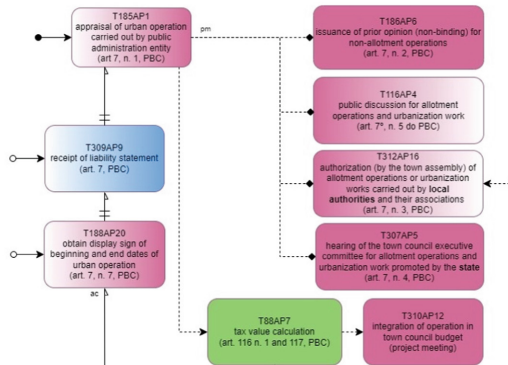 T185AP1
appraisal of urban operation
carried out by public
administration entity
(art 7, n. 1, PBC)
pm
T186AP6
issuance of prior opinion (non-binding) for
non-allotment operations
(art. 7, n. 2, PBC)
T116AP4
public discussion for allotment
operations and urbanization work
(art. 7º, n. 5 do PBC)
T309AP9
receipt of liability statement
(art. 7, PBC)
T312AP16
authorization (by the town assembly) of
allotment operations or urbanization
works carried out by local
authorities and their associations
(art. 7, n. 3, PBC)
T188AP20
obtain display sign of
beginning and end dates of
urban operation
(art. 7, n. 7, PBC)
T307AP5
hearing of the town council executive
committee for allotment operations and
urbanization work promoted by the state
(art. 7, n. 4, PBC)
ac
T88AP7
tax value calculation
(art. 116 n. 1 and 117, PBC)
T310AP12
integration of operation in
town council budget
(project meeting)